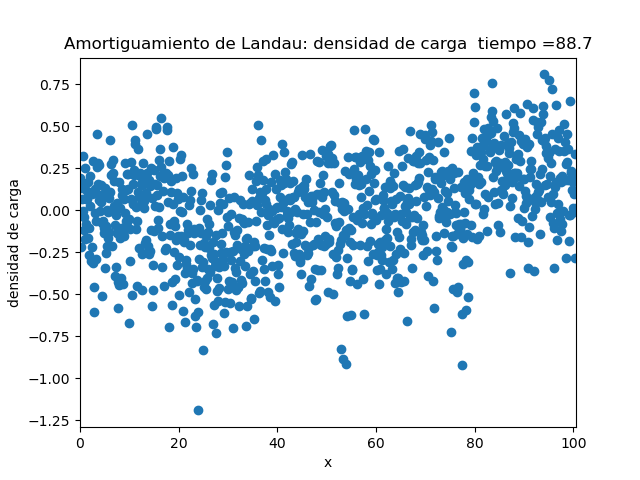 Amortiguamiento de Landau: densidad de carga  tiempo =88.7
0.75
0.50
0.25
0.00
−0.25
−0.50
−0.75
−1.00
−1.25
densidad de carga
0 20 40 60 80 100
x